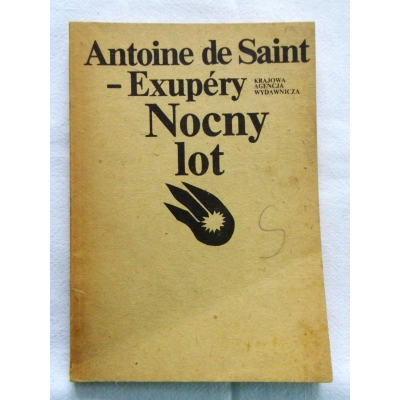 Antoine de Saint
– Exupéry
KRAJOWA
AGENCJA
WYDAWNICZA
Nocny
lot
S